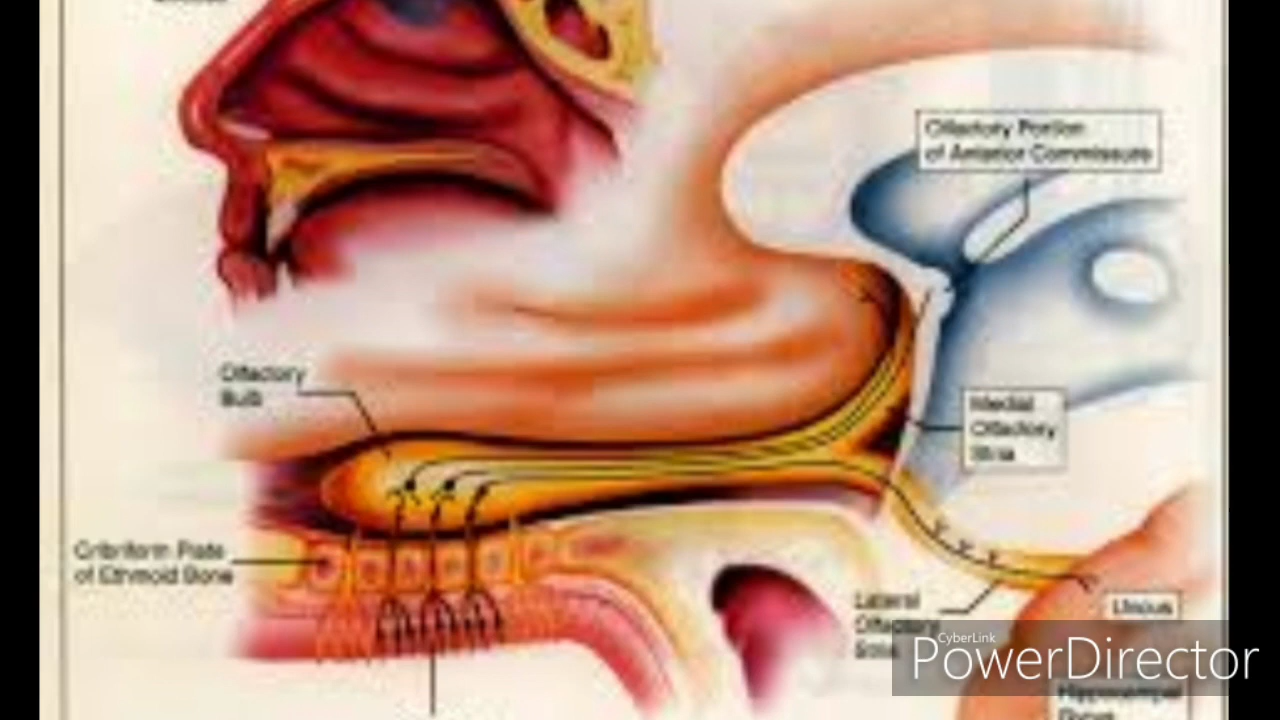 Olfactory Portion
of Anterior Commissure
Olfactory
Bulb
Medial
Olfactory
Stria
Cribriform Plate
of Ethmoid Bone
Lateral
Olfactory
Stria
Uncus
Hippocampal
CyberLink
PowerDirector